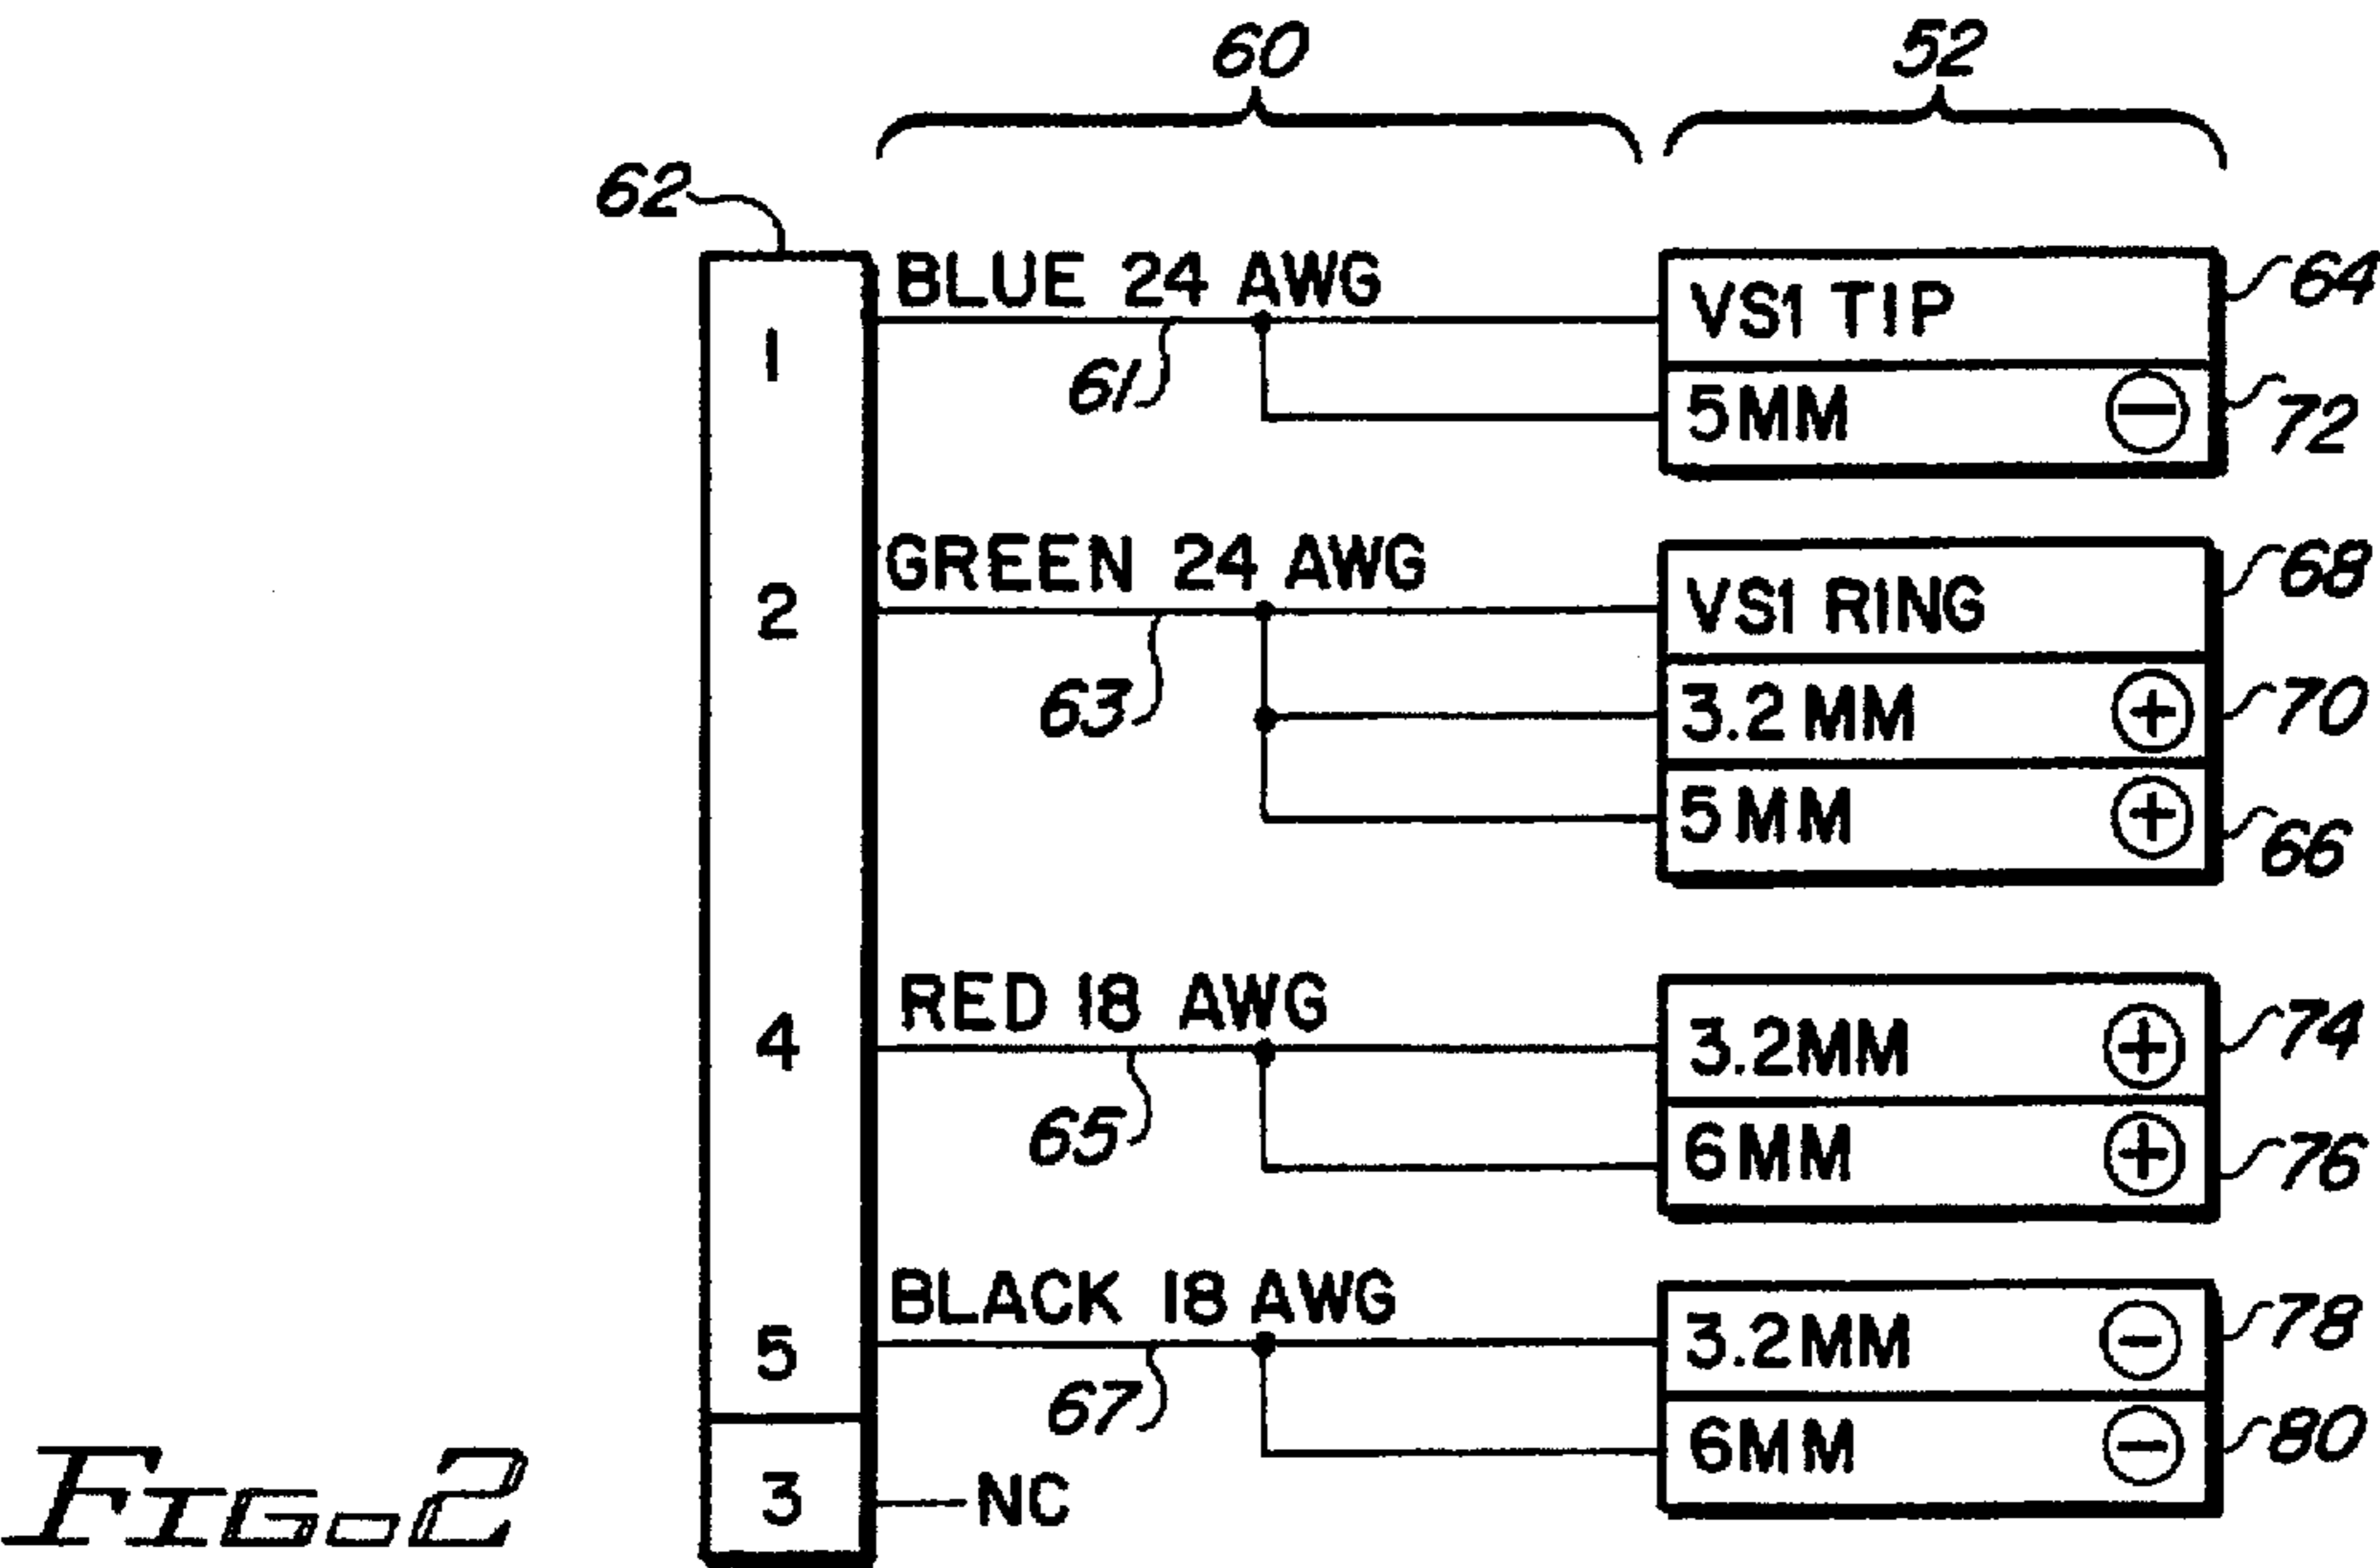 60 52
62
BLUE 24 AWG VS1 TIP 64
1
61 5MM − 72
GREEN 24 AWG VS1 RING 68
2
63 3.2 MM + 70
5MM + 66
RED 18 AWG 3.2MM + 74
4
65 6MM + 76
BLACK 18 AWG 3.2MM − 78
5
67 6MM − 80
3 NC
FIG. 2